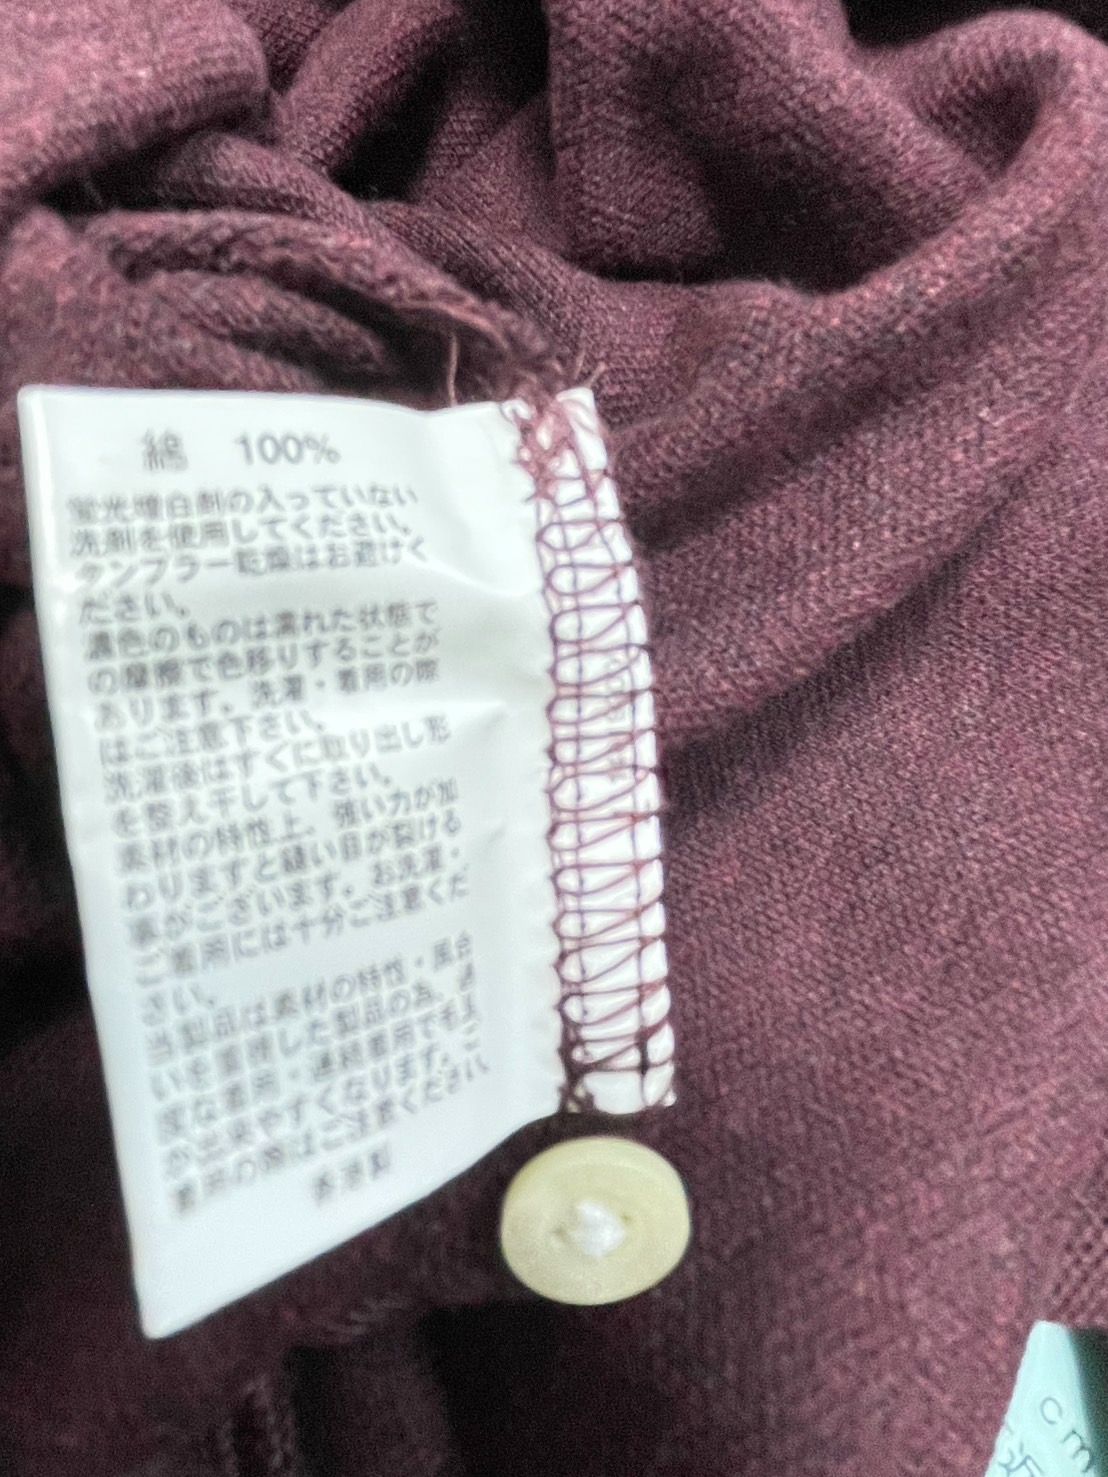 綿 100%
蛍光増白剤の入っていない
洗剤を使用してください。
タンブラー乾燥はお避けく
ださい。
濃色のものは濡れた状態で
の摩擦で色移りすることが
あります。洗濯・着用の際
はご注意下さい。
洗濯後はすぐに取り出し形
を整え干して下さい。
素材の特性上、強い力が加
わりますと縫い目が裂ける
事がございます。お洗濯・
ご着用には十分ご注意くだ
さい。
当製品は素材の特性・風合
いを重視した製品の為、過
度な着用・連続着用で毛玉
が出来やすくなります。ご
着用の際はご注意ください
香港製
cm